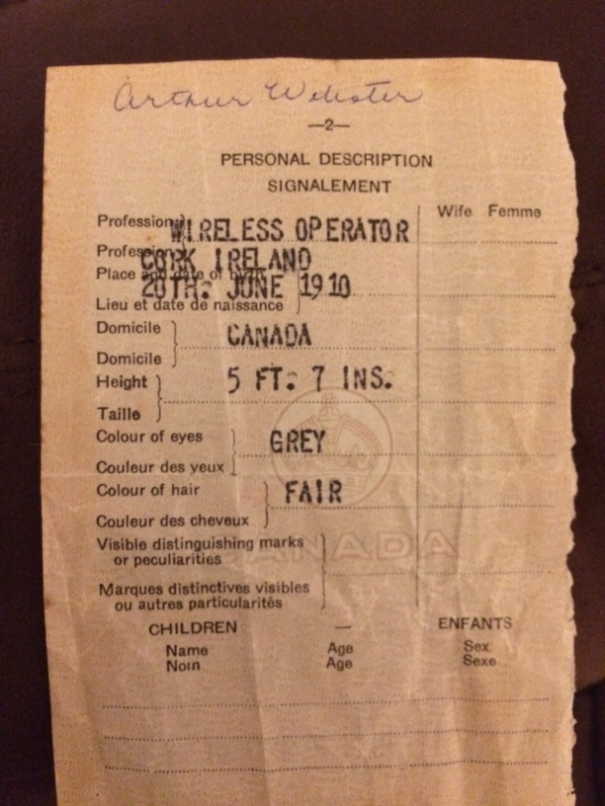 Arthur Webster
—2—
PERSONAL DESCRIPTION
SIGNALEMENT
Wife Femme
Profession
WIRELESS OPERATOR
Profession
CORK IRELAND
Place and date of birth
20TH. JUNE 1910
Lieu et date de naissance
Domicile
CANADA
Domicile
Height
5 FT. 7 INS.
Taille
Colour of eyes
GREY
Couleur des yeux
Colour of hair
FAIR
Couleur des cheveux
Visible distinguishing marks
or peculiarities
CANADA
Marques distinctives visibles
ou autres particularités
CHILDREN — ENFANTS
Name Age Sex
Nom Age Sexe